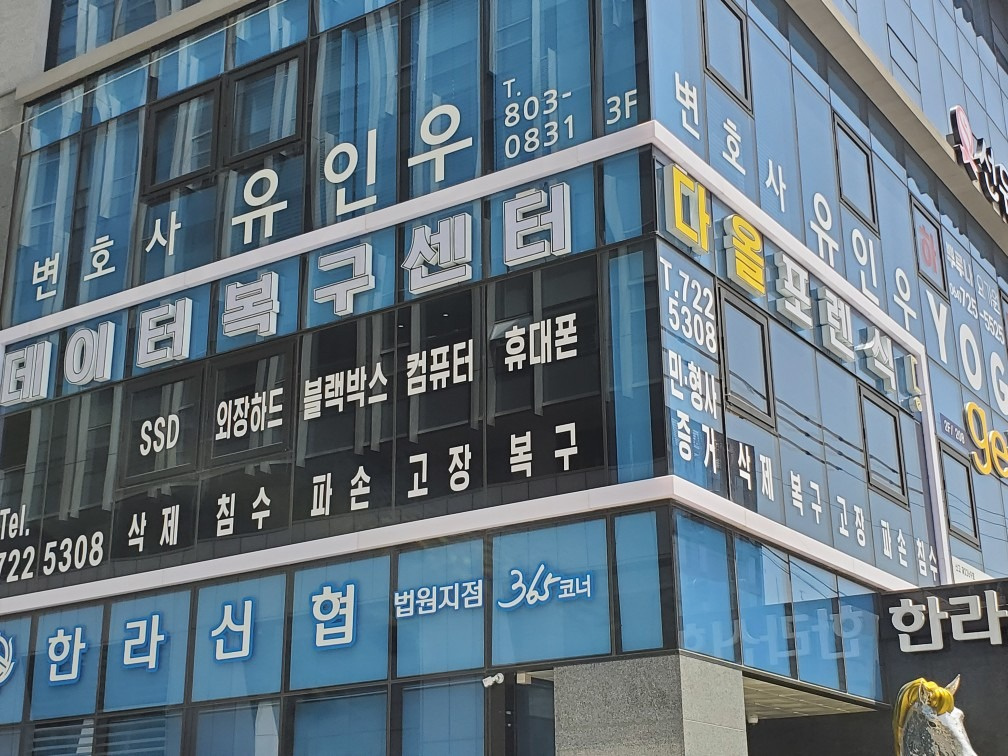 변호사 유인우
T.
803-
0831
3F
데이터복구센터
SSD 외장하드 블랙박스 컴퓨터 휴대폰
Tel.
722 5308
삭제 침수 파손 고장 복구
한라신협 법원지점 365코너
변호사 유인우
다올포렌식
T.722
5308
민·형사
증거 삭제 복구 고장 파손 침수
YOG
ge
한라